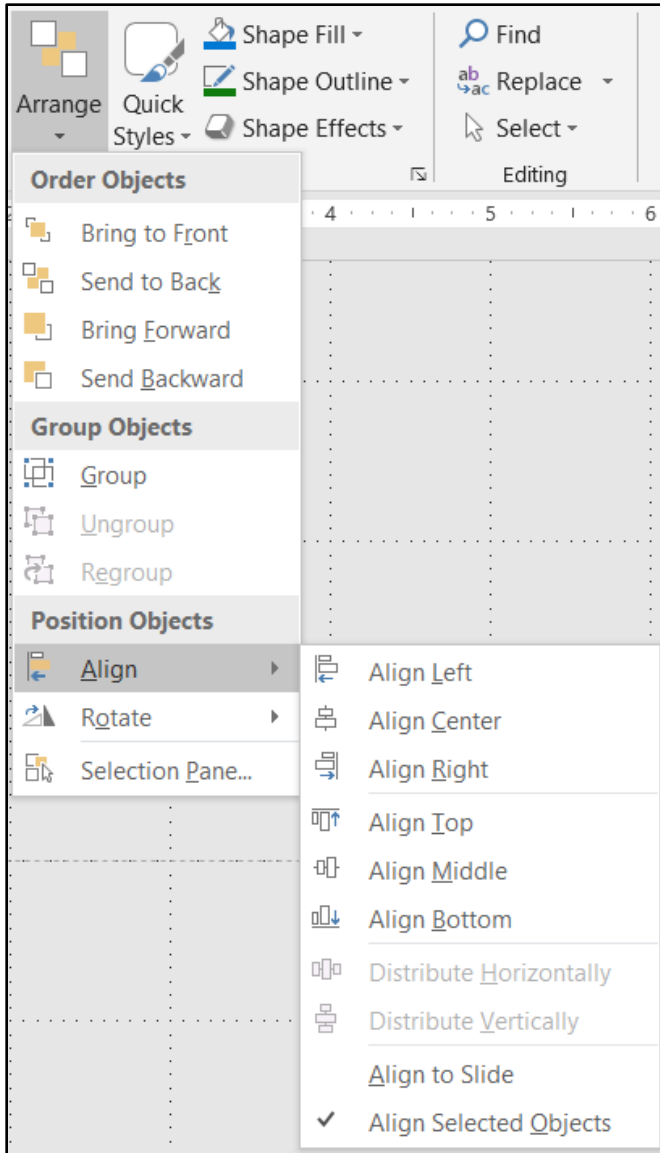 Shape Fill
Find
Shape Outline
ab
ac
Replace
Arrange
Quick
Styles
Shape Effects
Select
Editing
4 5 6
Order Objects
Bring to Front
Send to Back
Bring Forward
Send Backward
Group Objects
Group
Ungroup
Regroup
Position Objects
Align
Rotate
Selection Pane...
Align Left
Align Center
Align Right
Align Top
Align Middle
Align Bottom
Distribute Horizontally
Distribute Vertically
Align to Slide
Align Selected Objects